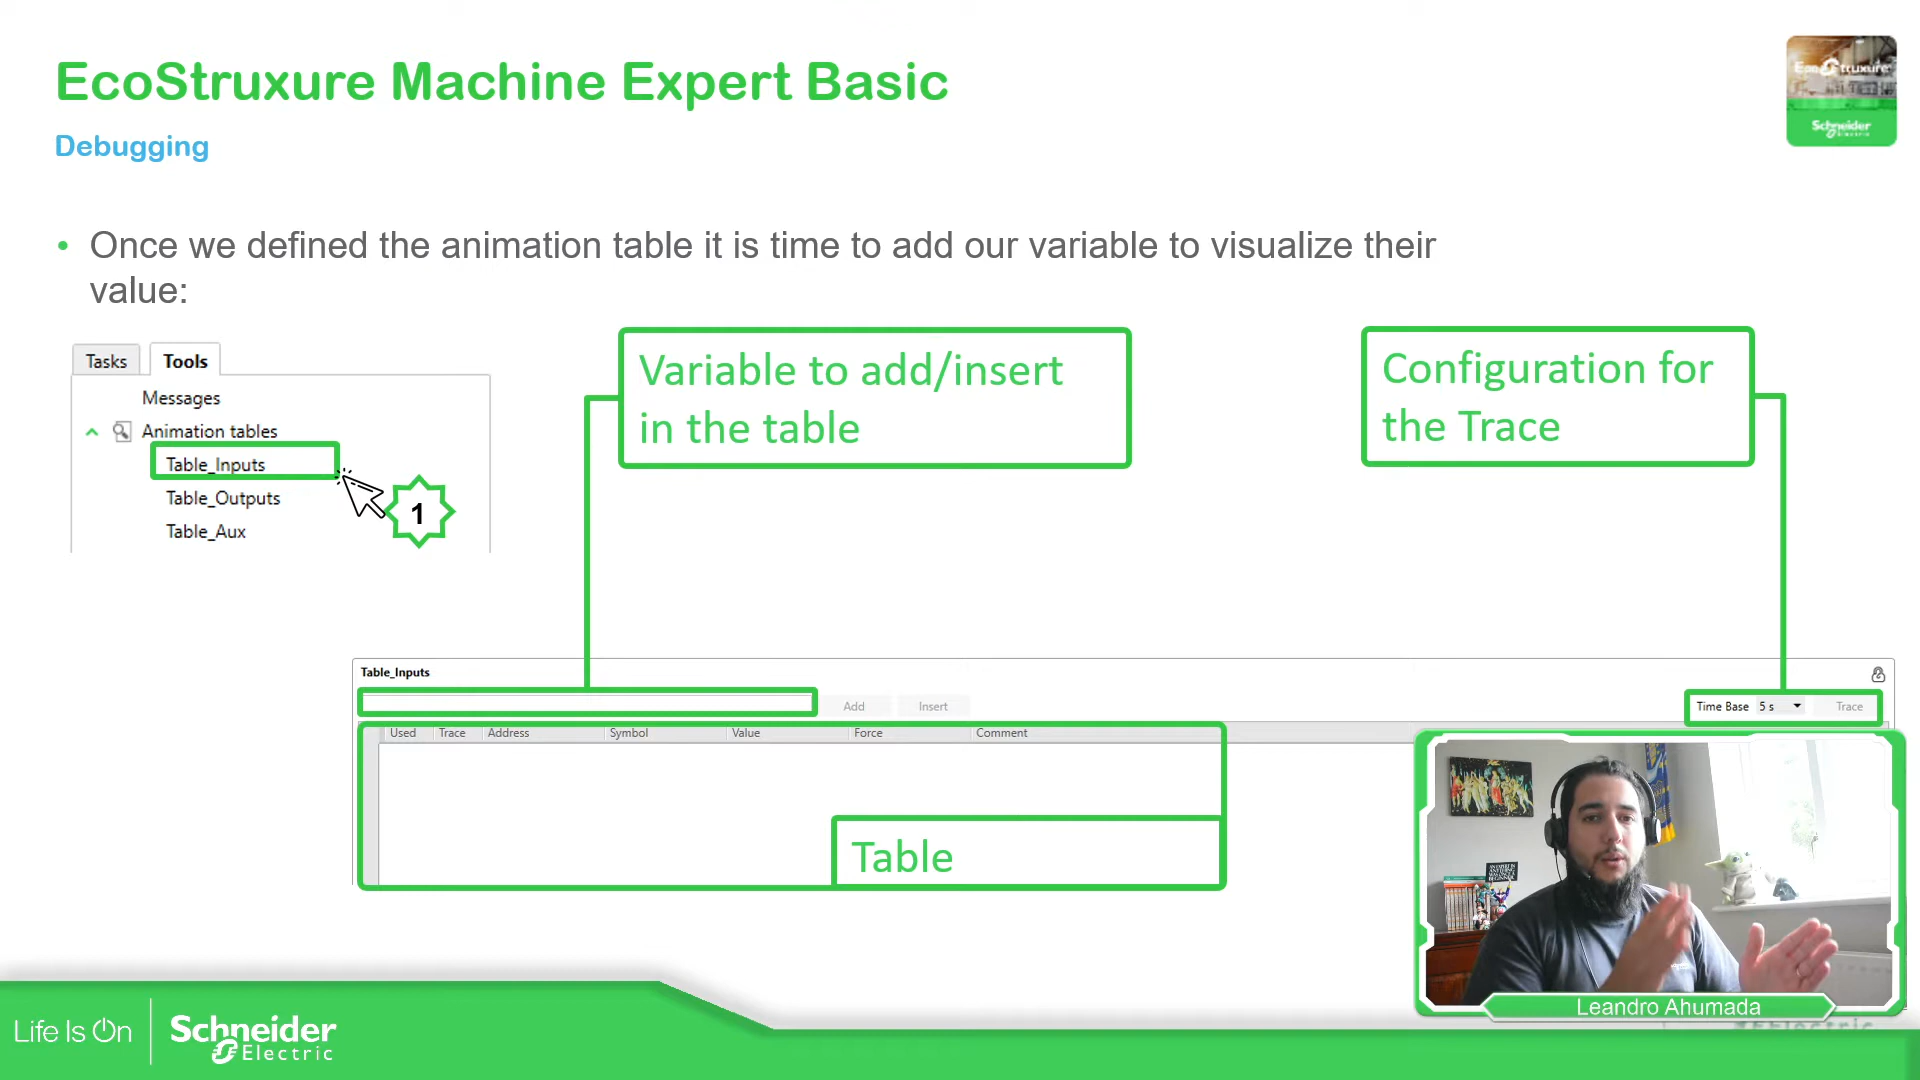 EcoStruxure Machine Expert Basic
Debugging
EcoStruxure
Schneider
Electric
• Once we defined the animation table it is time to add our variable to visualize their
value:
Tasks
Tools
Messages
Animation tables
Table_Inputs
Table_Outputs
Table_Aux
1
Variable to add/insert
in the table
Configuration for
the Trace
Table_Inputs
Add
Insert
Time Base 5 s
Trace
Used Trace Address Symbol Value Force Comment
Table
Leandro Ahumada
Life Is On
Schneider
Electric